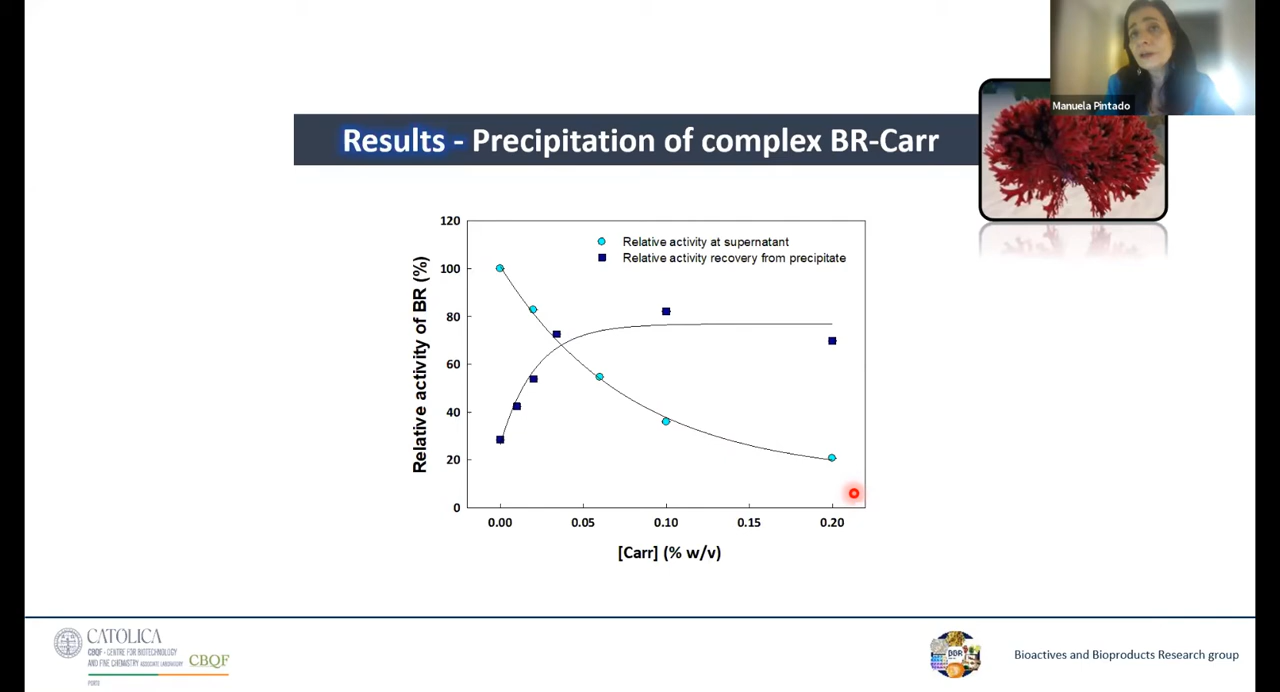 Manuela Pintado
Results - Precipitation of complex BR-Carr
Relative activity of BR (%)
120
100
80
60
40
20
0
Relative activity at supernatant
Relative activity recovery from precipitate
0.00 0.05 0.10 0.15 0.20
[Carr] (% w/v)
CATOLICA
CBQF - CENTRE FOR BIOTECHNOLOGY
AND FINE CHEMISTRY ASSOCIATE LABORATORY
CBQF
PORTO
Bioactives and Bioproducts Research group